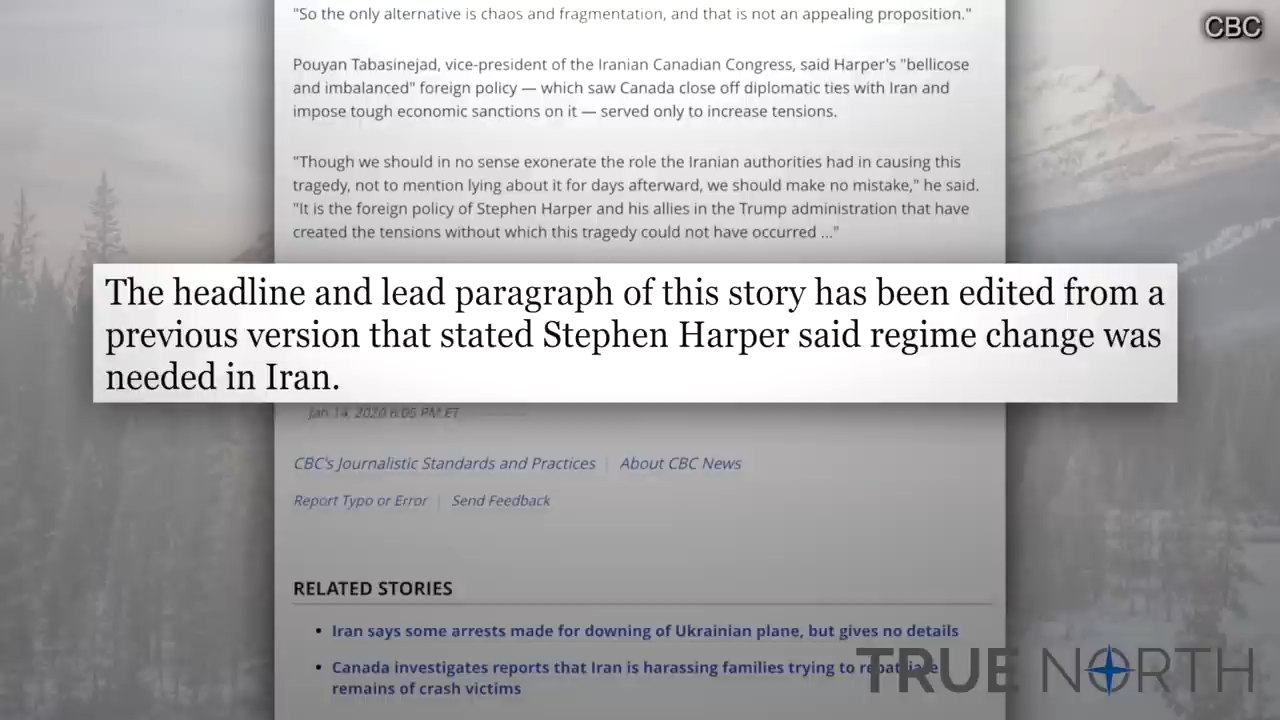 CBC
"So the only alternative is chaos and fragmentation, and that is not an appealing proposition."
Pouyan Tabasinejad, vice-president of the Iranian Canadian Congress, said Harper's "bellicose
and imbalanced" foreign policy — which saw Canada close off diplomatic ties with Iran and
impose tough economic sanctions on it — served only to increase tensions.
"Though we should in no sense exonerate the role the Iranian authorities had in causing this
tragedy, not to mention lying about it for days afterward, we should make no mistake," he said.
"It is the foreign policy of Stephen Harper and his allies in the Trump administration that have
created the tensions without which this tragedy could not have occurred ..."
The headline and lead paragraph of this story has been edited from a
previous version that stated Stephen Harper said regime change was
needed in Iran.
Jan 14, 2020 6:05 PM ET
CBC's Journalistic Standards and Practices | About CBC News
Report Typo or Error | Send Feedback
RELATED STORIES
• Iran says some arrests made for downing of Ukrainian plane, but gives no details
• Canada investigates reports that Iran is harassing families trying to repatriate
remains of crash victims
TRUE NORTH